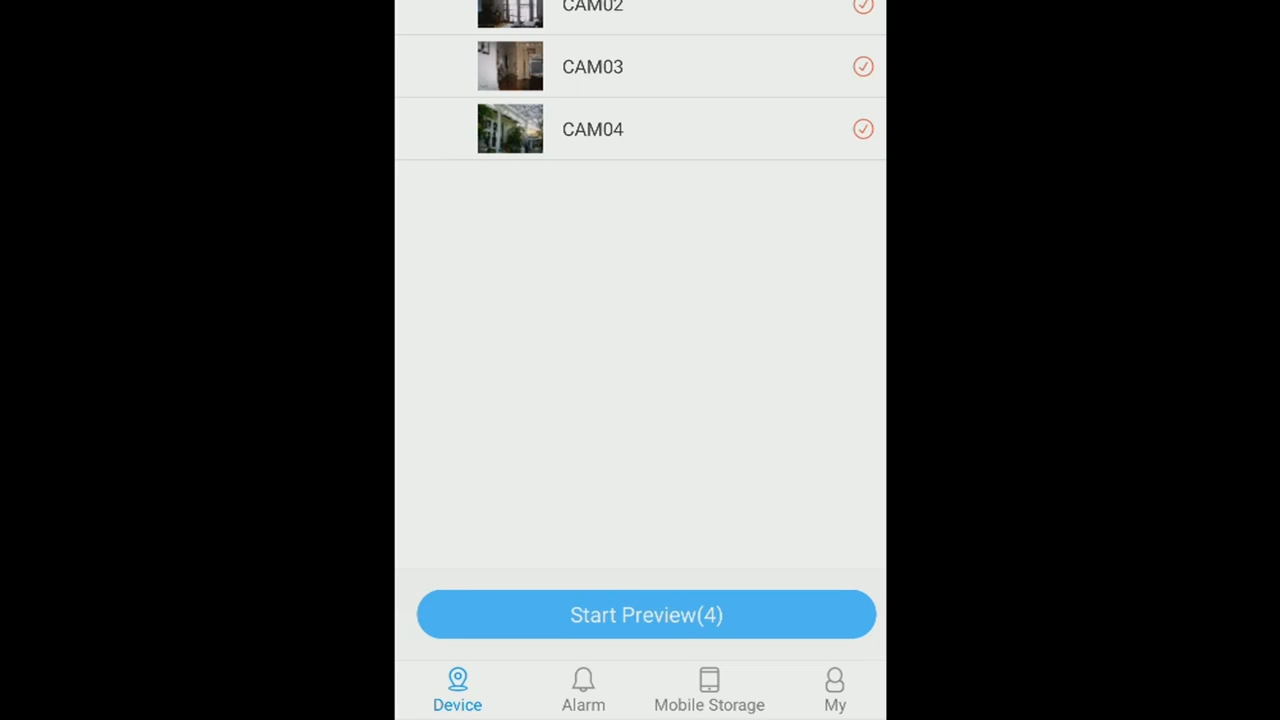 CAM02
CAM03
CAM04
Start Preview(4)
Device
Alarm
Mobile Storage
My